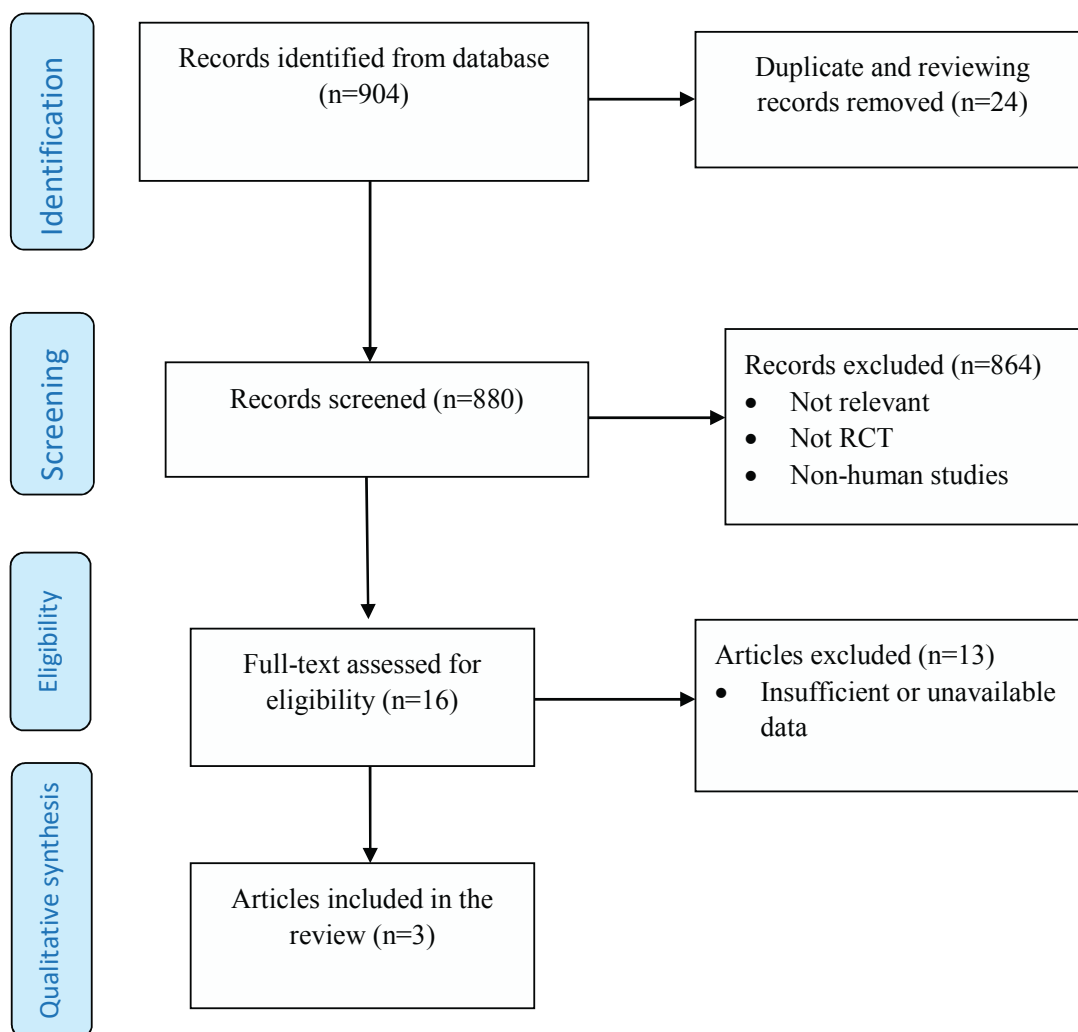 Identification
Records identified from database
(n=904)
Duplicate and reviewing
records removed (n=24)
Screening
Records screened (n=880)
Records excluded (n=864)
• Not relevant
• Not RCT
• Non-human studies
Eligibility
Full-text assessed for
eligibility (n=16)
Articles excluded (n=13)
• Insufficient or unavailable
data
Qualitative synthesis
Articles included in the
review (n=3)